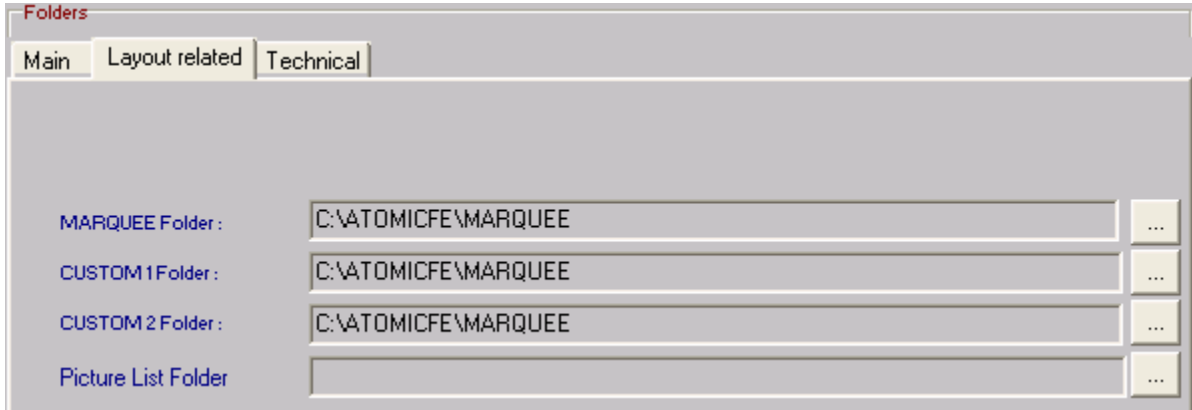 Folders
Main Layout related Technical
MARQUEE Folder : C:\ATOMICFE\MARQUEE ...
CUSTOM 1 Folder : C:\ATOMICFE\MARQUEE ...
CUSTOM 2 Folder : C:\ATOMICFE\MARQUEE ...
Picture List Folder ...